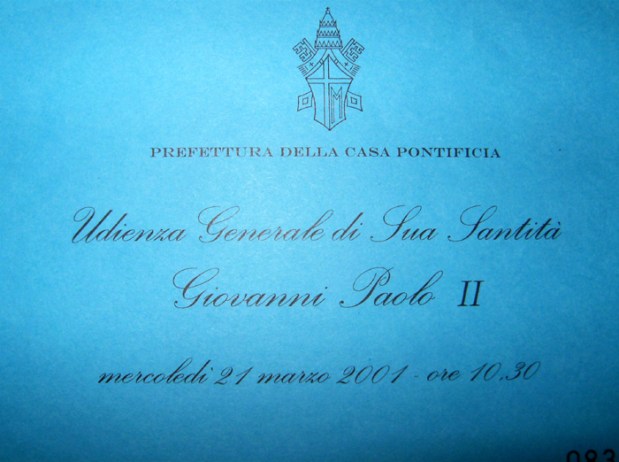 PREFETTURA DELLA CASA PONTIFICIA
Udienza Generale di Sua Santità
Giovanni Paolo II
mercoledì 21 marzo 2001 - ore 10,30